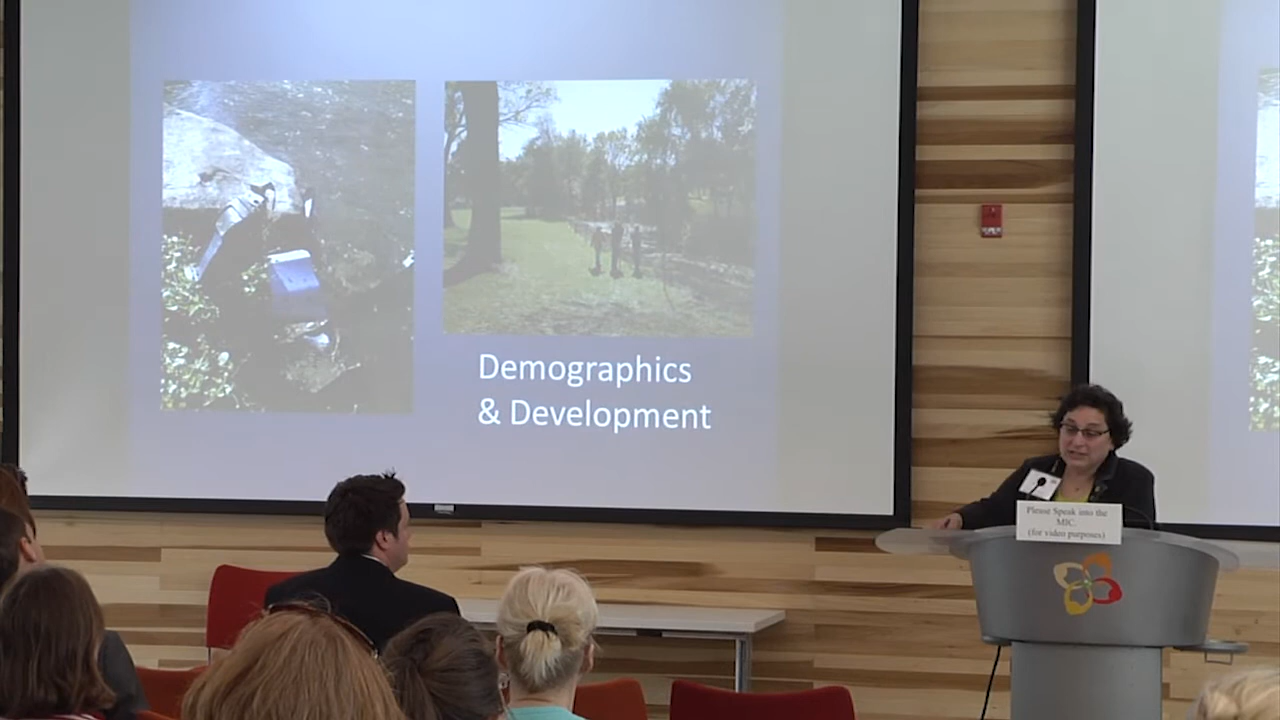 Demographics
& Development
Please Speak into the
MIC.
(for video purposes)